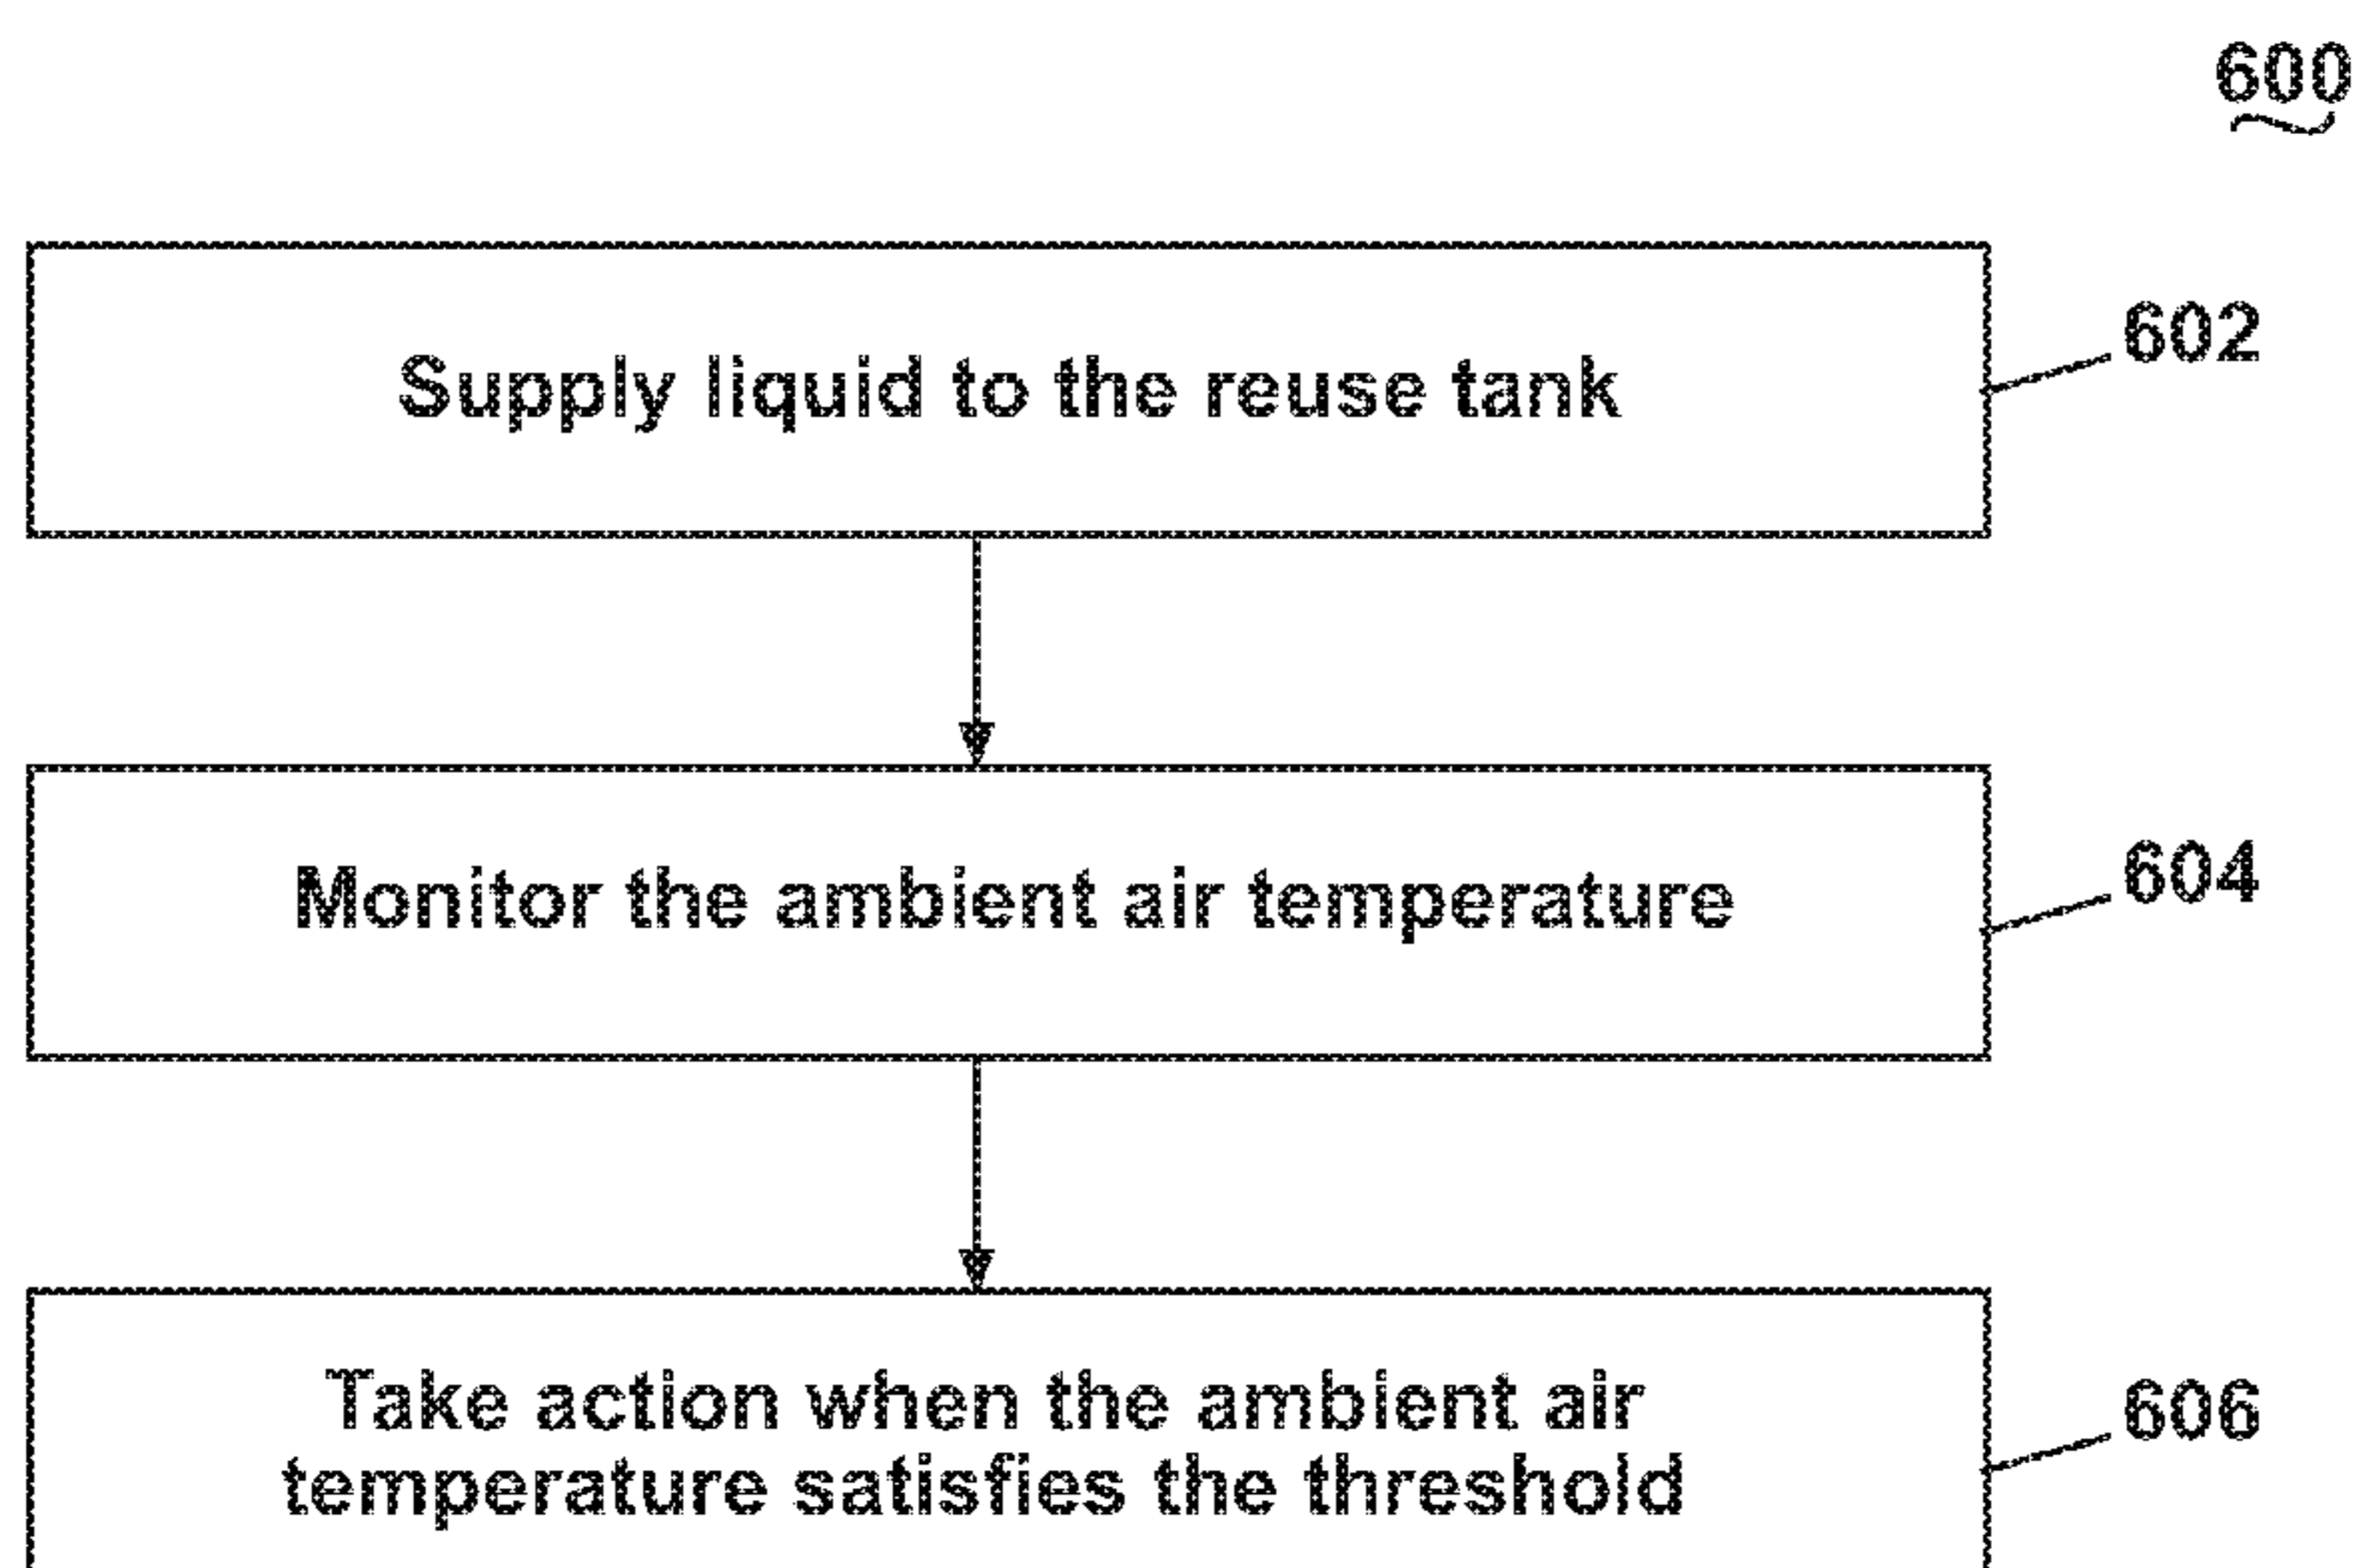 600
Supply liquid to the reuse tank
602
Monitor the ambient air temperature
604
Take action when the ambient air
temperature satisfies the threshold
606